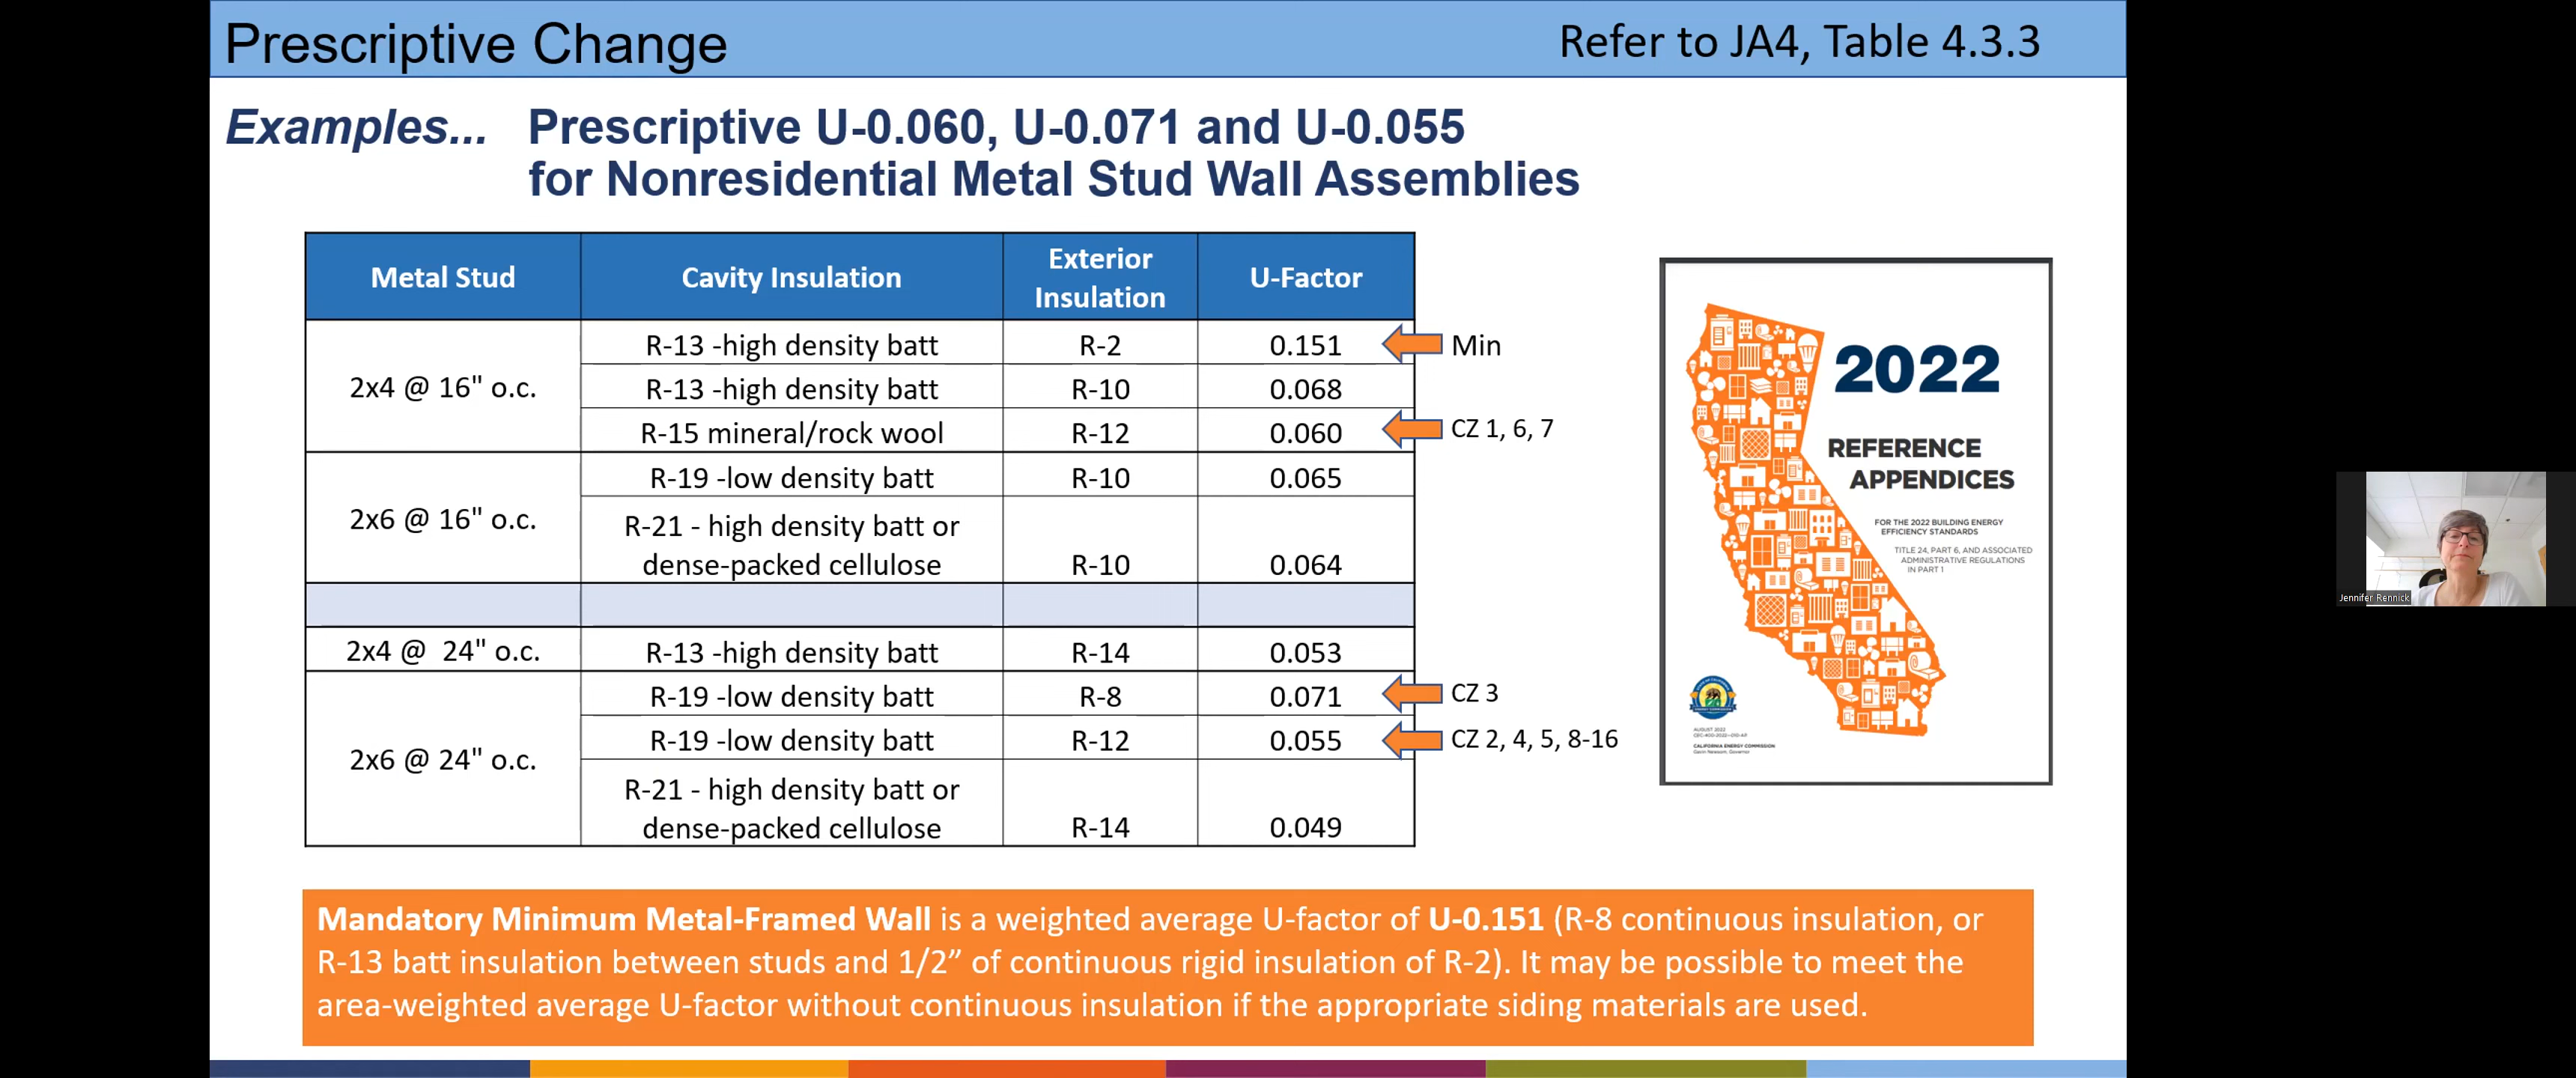 Prescriptive Change
Refer to JA4, Table 4.3.3
Examples... Prescriptive U-0.060, U-0.071 and U-0.055
for Nonresidential Metal Stud Wall Assemblies
Metal Stud Cavity Insulation Exterior Insulation U-Factor
2x4 @ 16" o.c. R-13 -high density batt R-2 0.151 Min
R-13 -high density batt R-10 0.068
R-15 mineral/rock wool R-12 0.060 CZ 1, 6, 7
2x6 @ 16" o.c. R-19 -low density batt R-10 0.065
R-21 - high density batt or
dense-packed cellulose R-10 0.064
2x4 @ 24" o.c. R-13 -high density batt R-14 0.053
2x6 @ 24" o.c. R-19 -low density batt R-8 0.071 CZ 3
R-19 -low density batt R-12 0.055 CZ 2, 4, 5, 8-16
R-21 - high density batt or
dense-packed cellulose R-14 0.049
2022
REFERENCE
APPENDICES
FOR THE 2022 BUILDING ENERGY
EFFICIENCY STANDARDS
TITLE 24, PART 6, AND ASSOCIATED
ADMINISTRATIVE REGULATIONS
IN PART 1
AUGUST 2022
CALIFORNIA ENERGY COMMISSION
Gavin Newsom, Governor
Mandatory Minimum Metal-Framed Wall is a weighted average U-factor of U-0.151 (R-8 continuous insulation, or
R-13 batt insulation between studs and 1/2” of continuous rigid insulation of R-2). It may be possible to meet the
area-weighted average U-factor without continuous insulation if the appropriate siding materials are used.
Jennifer Rennick